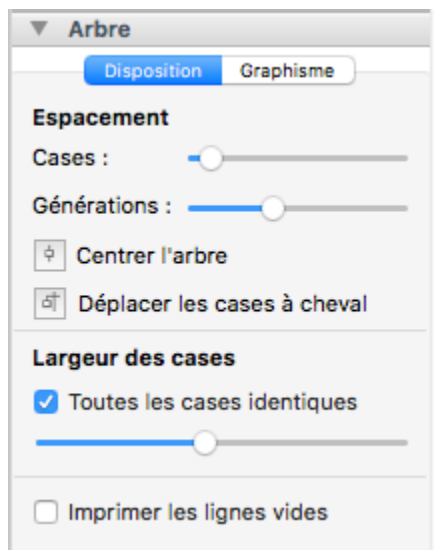 Arbre
Disposition Graphisme
Espacement
Cases :
Générations :
Centrer l'arbre
Déplacer les cases à cheval
Largeur des cases
Toutes les cases identiques
Imprimer les lignes vides